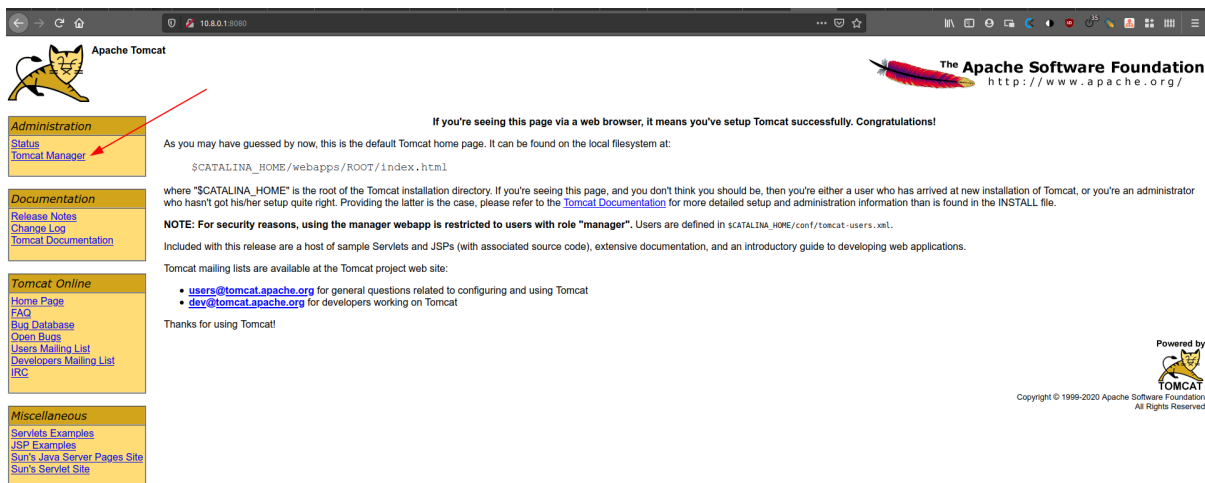 10.8.0.1:8080
35
Apache Tomcat
The Apache Software Foundation
http://www.apache.org/
Administration
Status
Tomcat Manager
Documentation
Release Notes
Change Log
Tomcat Documentation
Tomcat Online
Home Page
FAQ
Bug Database
Open Bugs
Users Mailing List
Developers Mailing List
IRC
Miscellaneous
Servlets Examples
JSP Examples
Sun's Java Server Pages Site
Sun's Servlet Site
If you're seeing this page via a web browser, it means you've setup Tomcat successfully. Congratulations!
As you may have guessed by now, this is the default Tomcat home page. It can be found on the local filesystem at:
$CATALINA_HOME/webapps/ROOT/index.html
where "$CATALINA_HOME" is the root of the Tomcat installation directory. If you're seeing this page, and you don't think you should be, then you're either a user who has arrived at new installation of Tomcat, or you're an administrator
who hasn't got his/her setup quite right. Providing the latter is the case, please refer to the Tomcat Documentation for more detailed setup and administration information than is found in the INSTALL file.
NOTE: For security reasons, using the manager webapp is restricted to users with role "manager". Users are defined in $CATALINA_HOME/conf/tomcat-users.xml.
Included with this release are a host of sample Servlets and JSPs (with associated source code), extensive documentation, and an introductory guide to developing web applications.
Tomcat mailing lists are available at the Tomcat project web site:
• users@tomcat.apache.org for general questions related to configuring and using Tomcat
• dev@tomcat.apache.org for developers working on Tomcat
Thanks for using Tomcat!
Powered by
TOMCAT
Copyright © 1999-2020 Apache Software Foundation
All Rights Reserved